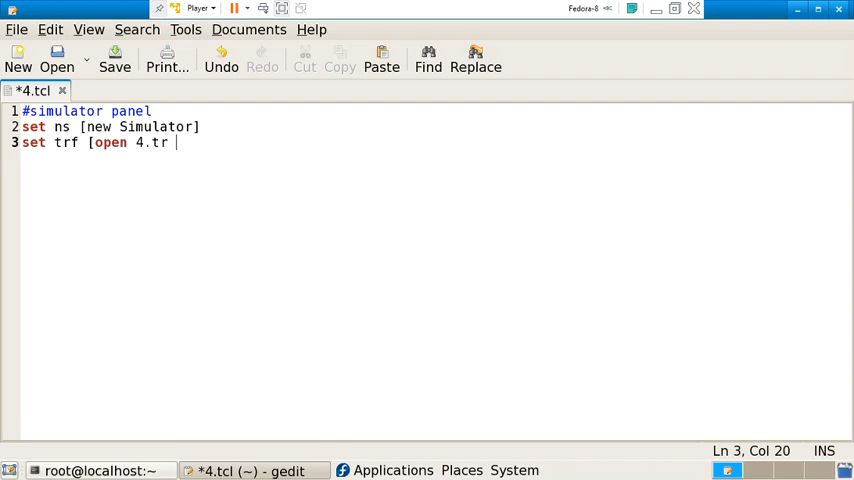 Player
Fedora-8
File Edit View Search Tools Documents Help
New Open Save Print... Undo Redo Cut Copy Paste Find Replace
*4.tcl
1 #simulator panel
2 set ns [new Simulator]
3 set trf [open 4.tr
Ln 3, Col 20 INS
root@localhost:~ *4.tcl (~) - gedit Applications Places System